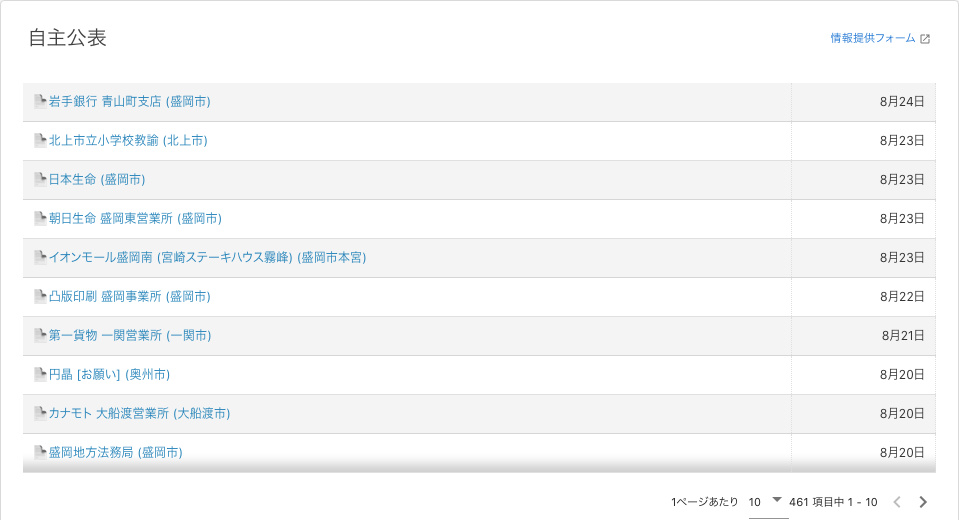 自主公表
情報提供フォーム
岩手銀行 青山町支店 (盛岡市) 8月24日
北上市立小学校教諭 (北上市) 8月23日
日本生命 (盛岡市) 8月23日
朝日生命 盛岡東営業所 (盛岡市) 8月23日
イオンモール盛岡南 (宮崎ステーキハウス霧峰) (盛岡市本宮) 8月23日
凸版印刷 盛岡事業所 (盛岡市) 8月22日
第一貨物 一関営業所 (一関市) 8月21日
円晶 [お願い] (奥州市) 8月20日
カナモト 大船渡営業所 (大船渡市) 8月20日
盛岡地方法務局 (盛岡市) 8月20日
1ページあたり 10 461 項目中 1 - 10